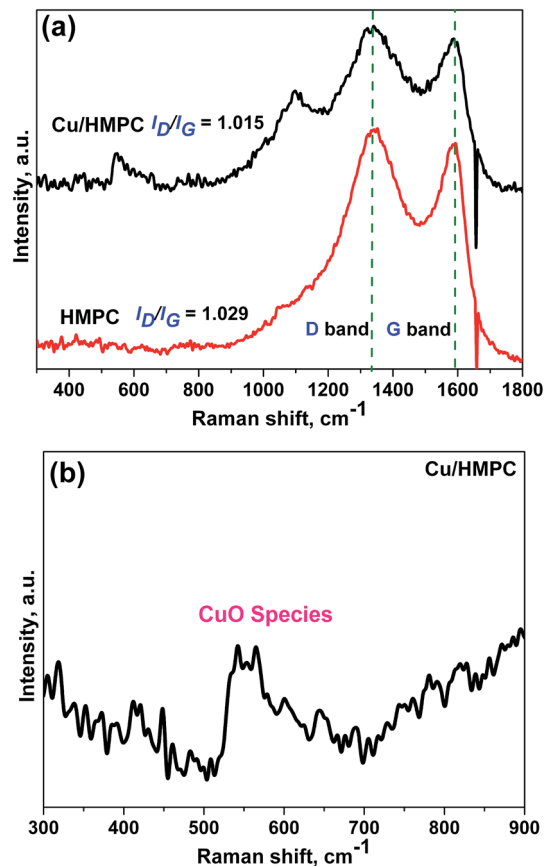 (a)
Intensity, a.u.
Cu/HMPC I_D/I_G = 1.015
HMPC I_D/I_G = 1.029
D band G band
400 600 800 1000 1200 1400 1600 1800
Raman shift, cm⁻¹
(b)
Cu/HMPC
Intensity, a.u.
CuO Species
300 400 500 600 700 800 900
Raman shift, cm⁻¹